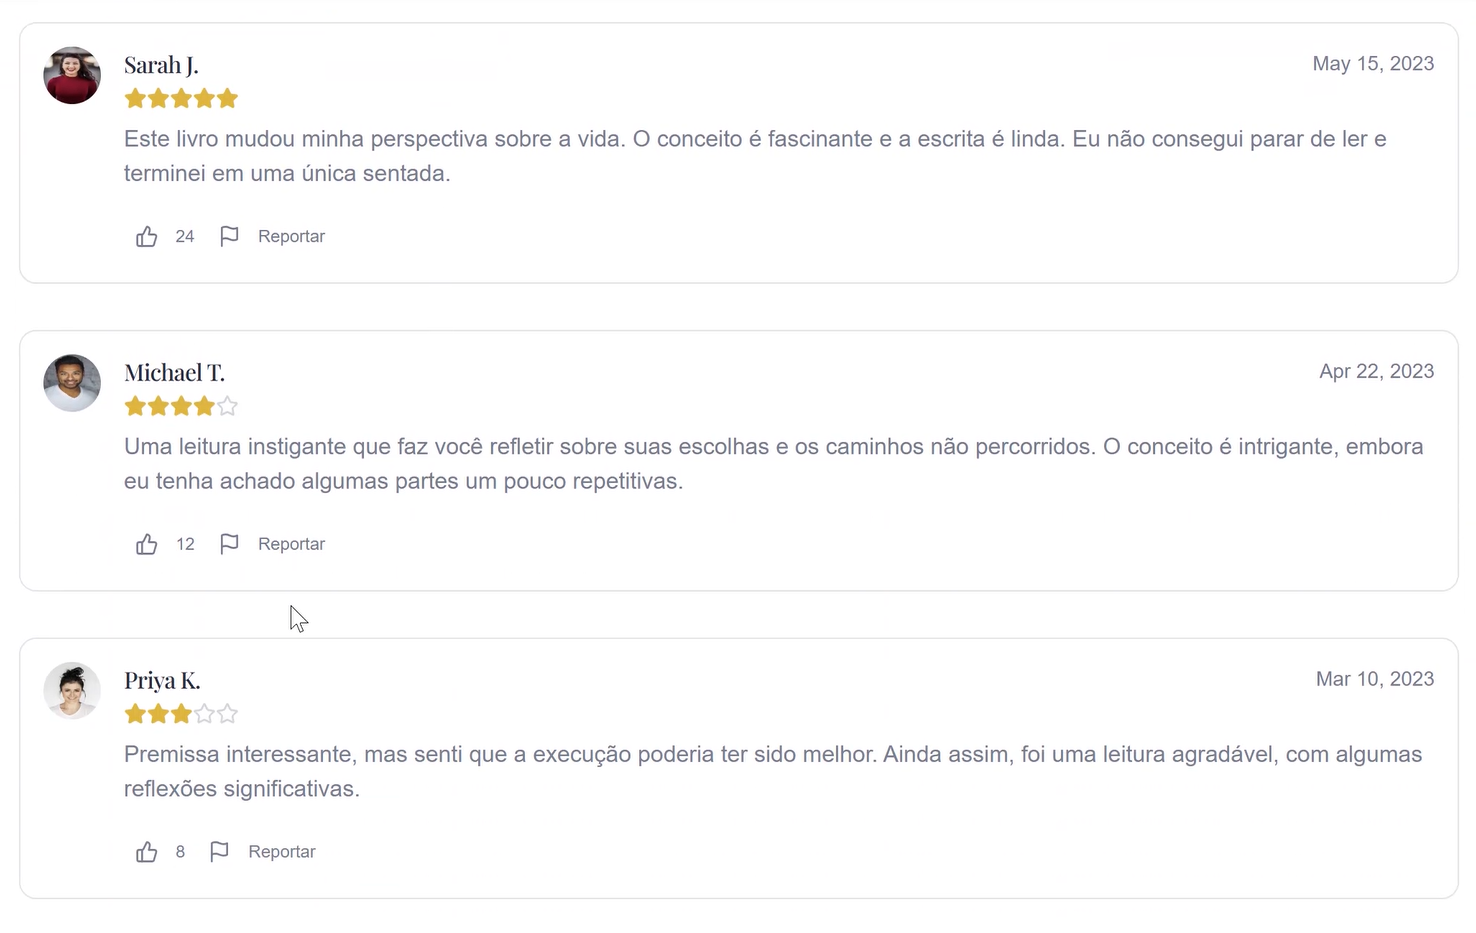 Sarah J.
May 15, 2023
Este livro mudou minha perspectiva sobre a vida. O conceito é fascinante e a escrita é linda. Eu não consegui parar de ler e
terminei em uma única sentada.
24 Reportar
Michael T.
Apr 22, 2023
Uma leitura instigante que faz você refletir sobre suas escolhas e os caminhos não percorridos. O conceito é intrigante, embora
eu tenha achado algumas partes um pouco repetitivas.
12 Reportar
Priya K.
Mar 10, 2023
Premissa interessante, mas senti que a execução poderia ter sido melhor. Ainda assim, foi uma leitura agradável, com algumas
reflexões significativas.
8 Reportar